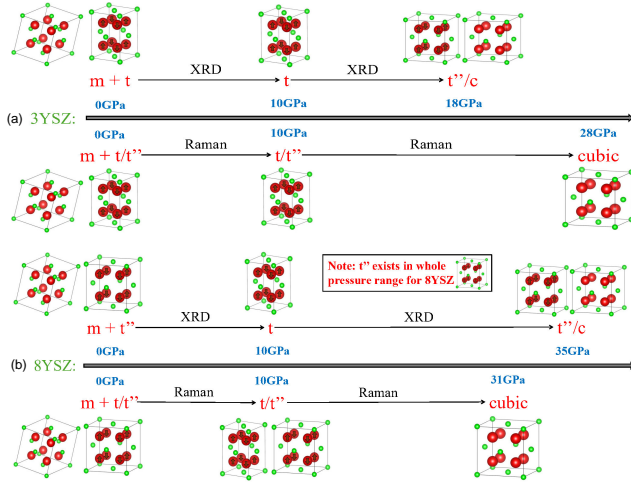 XRD XRD
m + t t t''/c
0GPa 10GPa 18GPa
(a) 3YSZ:
0GPa 10GPa 28GPa
Raman Raman
m + t/t'' t/t'' cubic
Note: t'' exists in whole
pressure range for 8YSZ
XRD XRD
m + t'' t t''/c
0GPa 10GPa 35GPa
(b) 8YSZ:
0GPa 10GPa 31GPa
Raman Raman
m + t/t'' t/t'' cubic